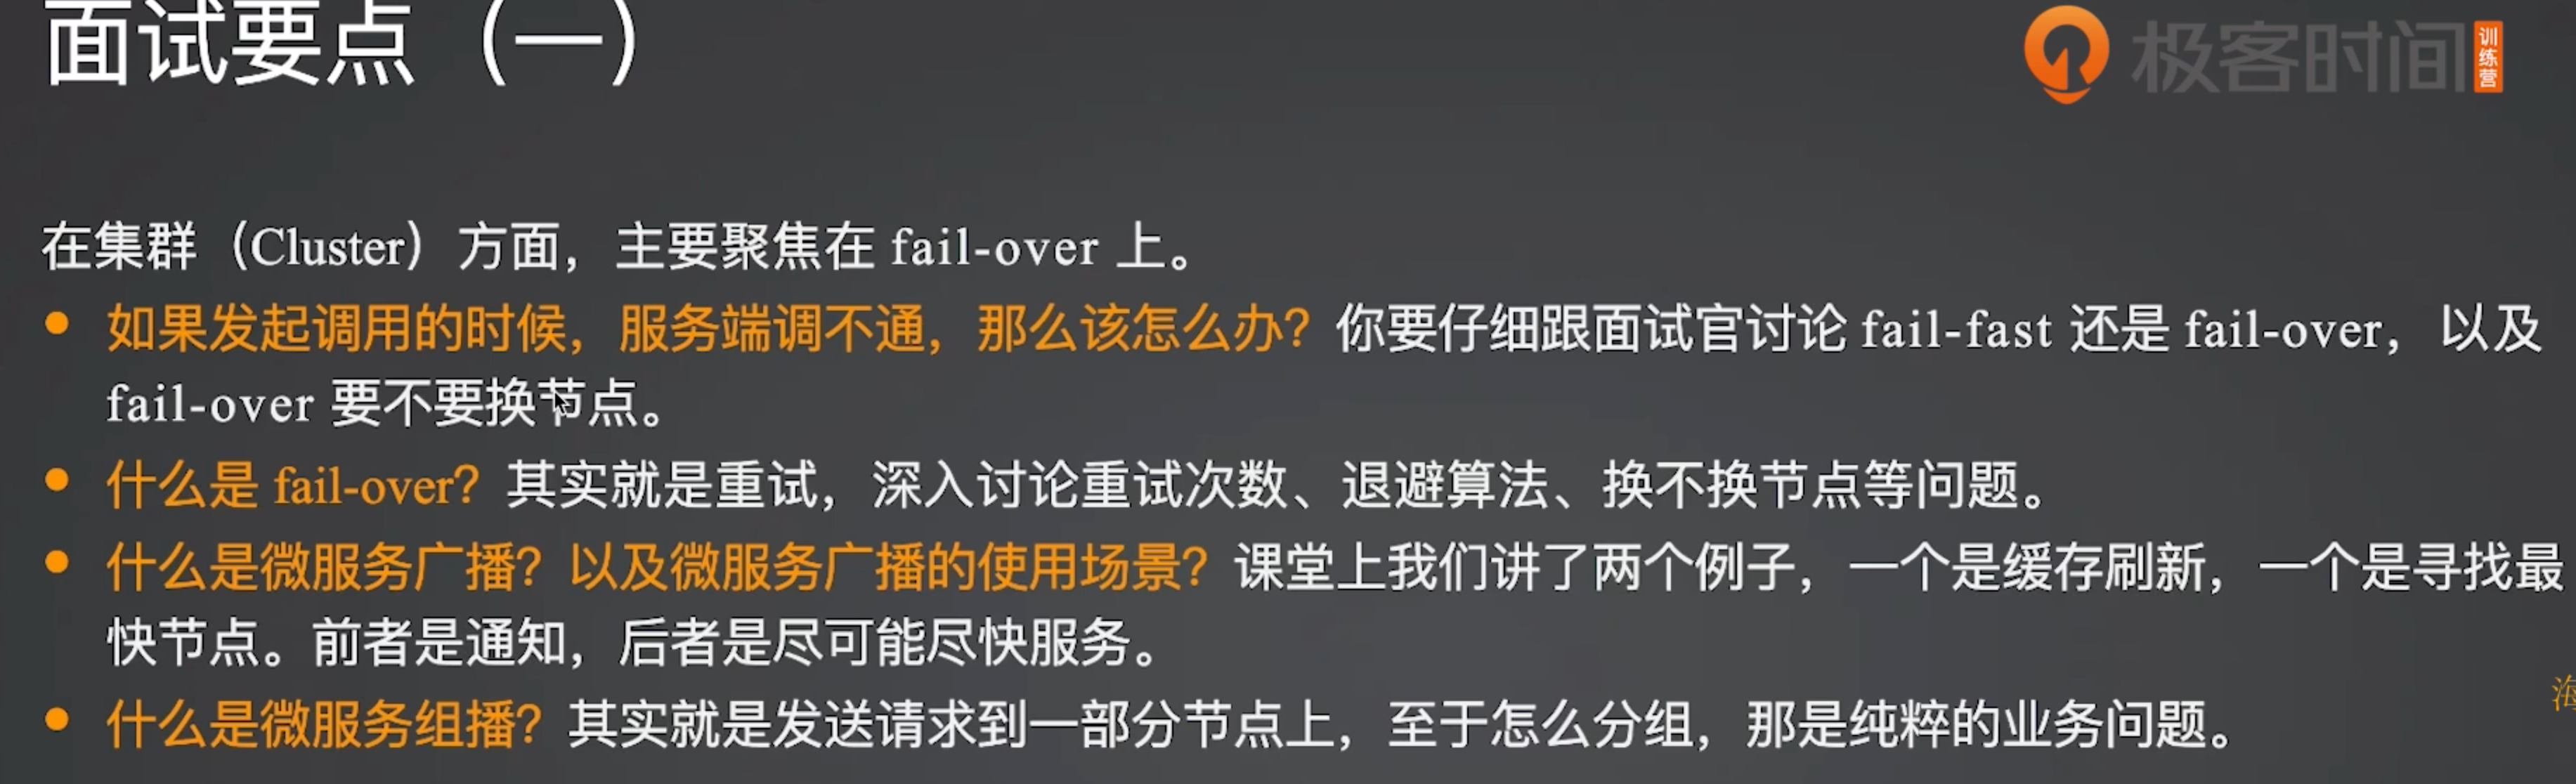 面试要点（一）
极客时间
训练营
在集群（Cluster）方面，主要聚焦在 fail-over 上。
• 如果发起调用的时候，服务端调不通，那么该怎么办？你要仔细跟面试官讨论 fail-fast 还是 fail-over，以及
fail-over 要不要换节点。
• 什么是 fail-over？其实就是重试，深入讨论重试次数、退避算法、换不换节点等问题。
• 什么是微服务广播？以及微服务广播的使用场景？课堂上我们讲了两个例子，一个是缓存刷新，一个是寻找最
快节点。前者是通知，后者是尽可能尽快服务。
• 什么是微服务组播？其实就是发送请求到一部分节点上，至于怎么分组，那是纯粹的业务问题。